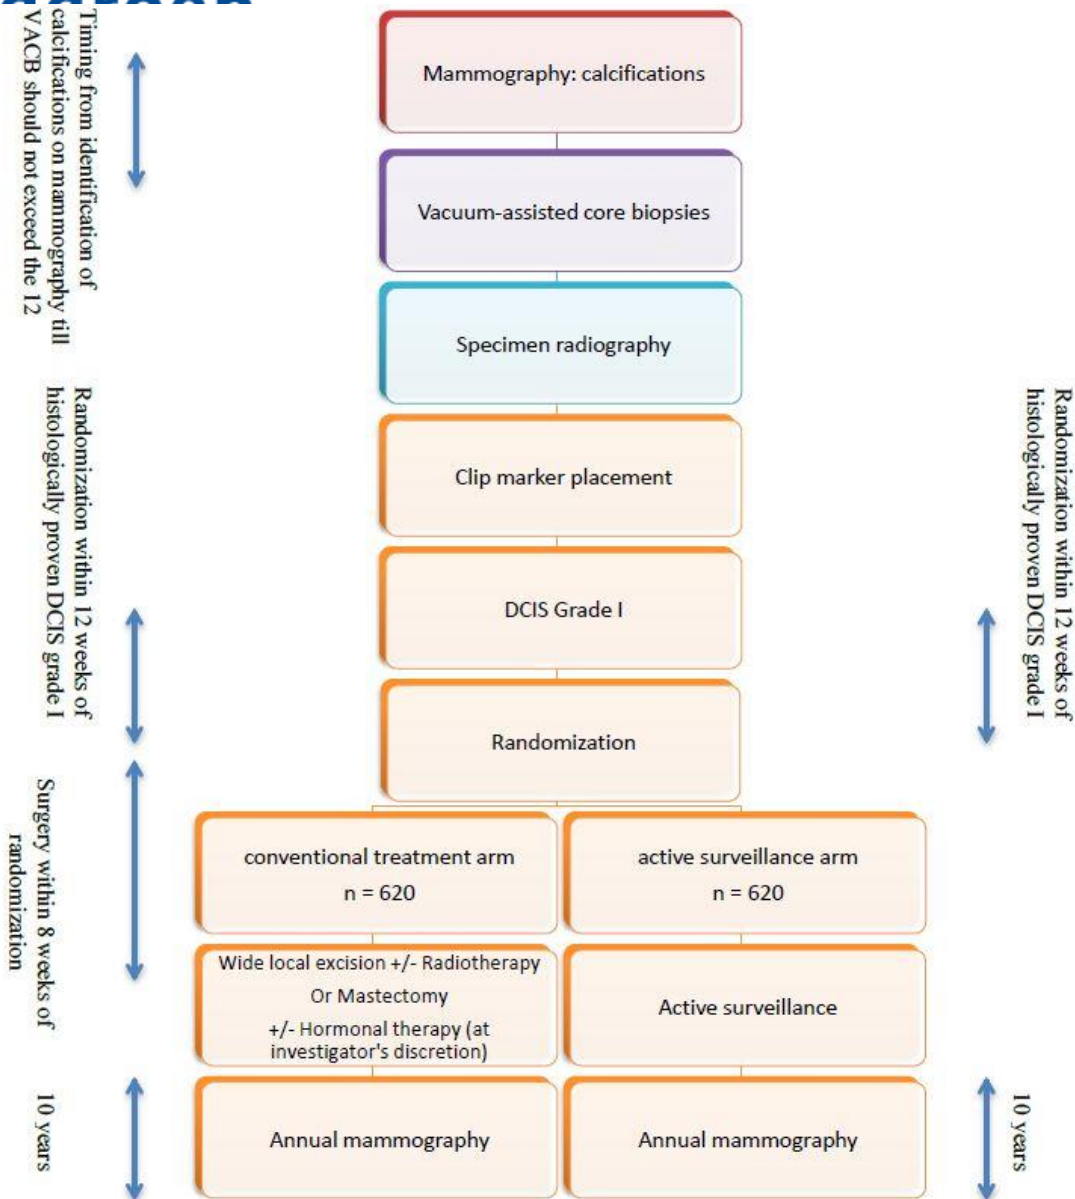 Mammography: calcifications
Timing from identification of
calcifications on mammography till
VACB should not exceed the 12
Vacuum-assisted core biopsies
Specimen radiography
Clip marker placement
Randomization within 12 weeks of
histologically proven DCIS grade I
Randomization within 12 weeks of
histologically proven DCIS grade I
DCIS Grade I
Randomization
Surgery within 8 weeks of
randomization
conventional treatment arm
n = 620
active surveillance arm
n = 620
Wide local excision +/- Radiotherapy
Or Mastectomy
+/- Hormonal therapy (at
investigator's discretion)
Active surveillance
10 years
Annual mammography
Annual mammography
10 years